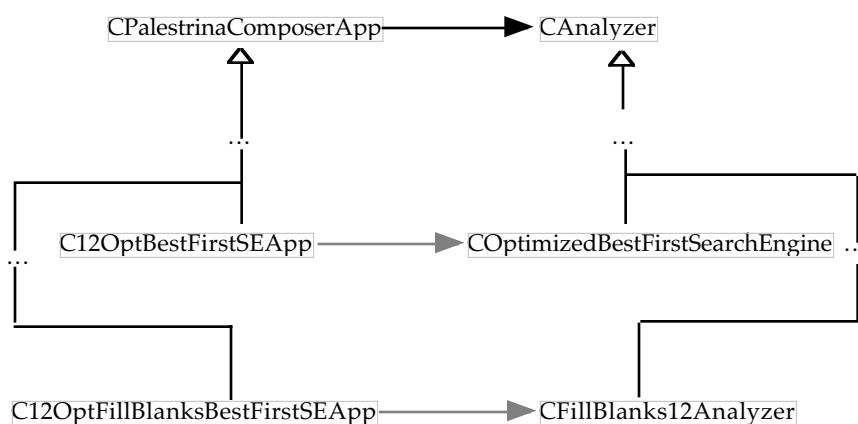 CPalestrinaComposerApp CAnalyzer
... ...
C12OptBestFirstSEApp COptimizedBestFirstSearchEngine
... ...
C12OptFillBlanksBestFirstSEApp CFillBlanks12Analyzer